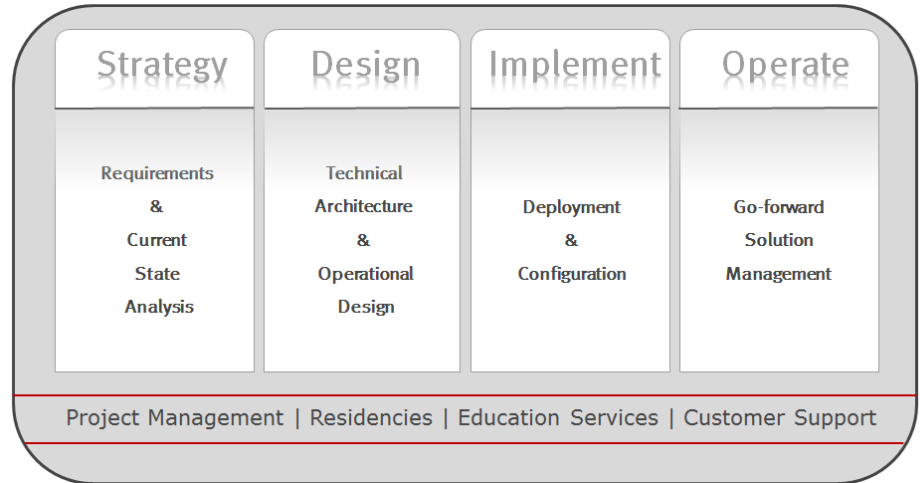 Strategy
Requirements
&
Current
State
Analysis
Design
Technical
Architecture
&
Operational
Design
Implement
Deployment
&
Configuration
Operate
Go-forward
Solution
Management
Project Management | Residencies | Education Services | Customer Support